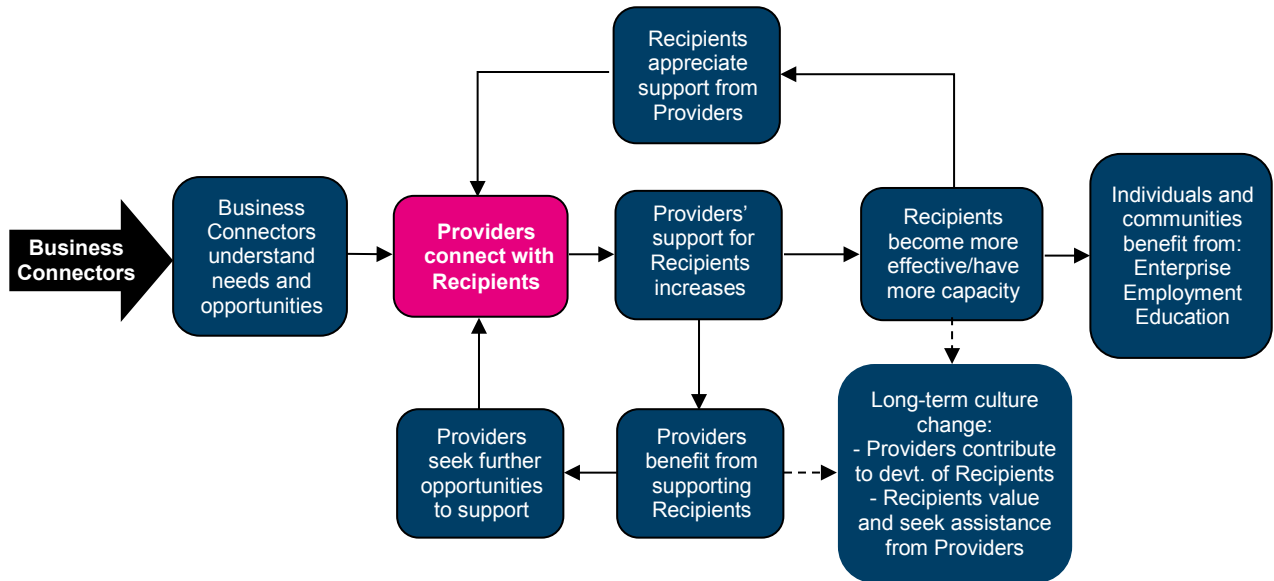 Recipients
appreciate
support from
Providers
Business
Connectors
Business
Connectors
understand
needs and
opportunities
Providers
connect with
Recipients
Providers’
support for
Recipients
increases
Recipients
become more
effective/have
more capacity
Individuals and
communities
benefit from:
Enterprise
Employment
Education
Providers
seek further
opportunities
to support
Providers
benefit from
supporting
Recipients
Long-term culture
change:
- Providers contribute
to devt. of Recipients
- Recipients value
and seek assistance
from Providers